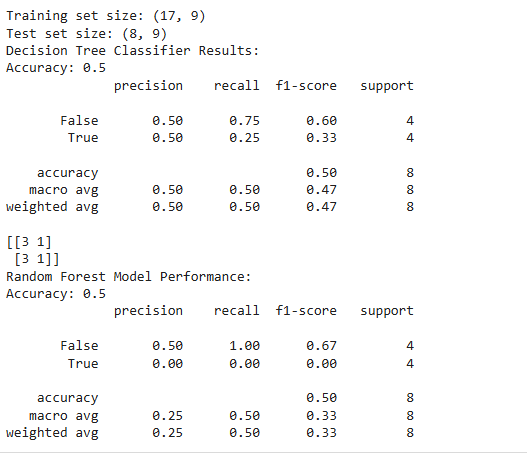 Training set size: (17, 9)
Test set size: (8, 9)
Decision Tree Classifier Results:
Accuracy: 0.5
              precision    recall  f1-score   support

       False       0.50      0.75      0.60         4
        True       0.50      0.25      0.33         4

    accuracy                           0.50         8
   macro avg       0.50      0.50      0.47         8
weighted avg       0.50      0.50      0.47         8

[[3 1]
 [3 1]]
Random Forest Model Performance:
Accuracy: 0.5
              precision    recall  f1-score   support

       False       0.50      1.00      0.67         4
        True       0.00      0.00      0.00         4

    accuracy                           0.50         8
   macro avg       0.25      0.50      0.33         8
weighted avg       0.25      0.50      0.33         8